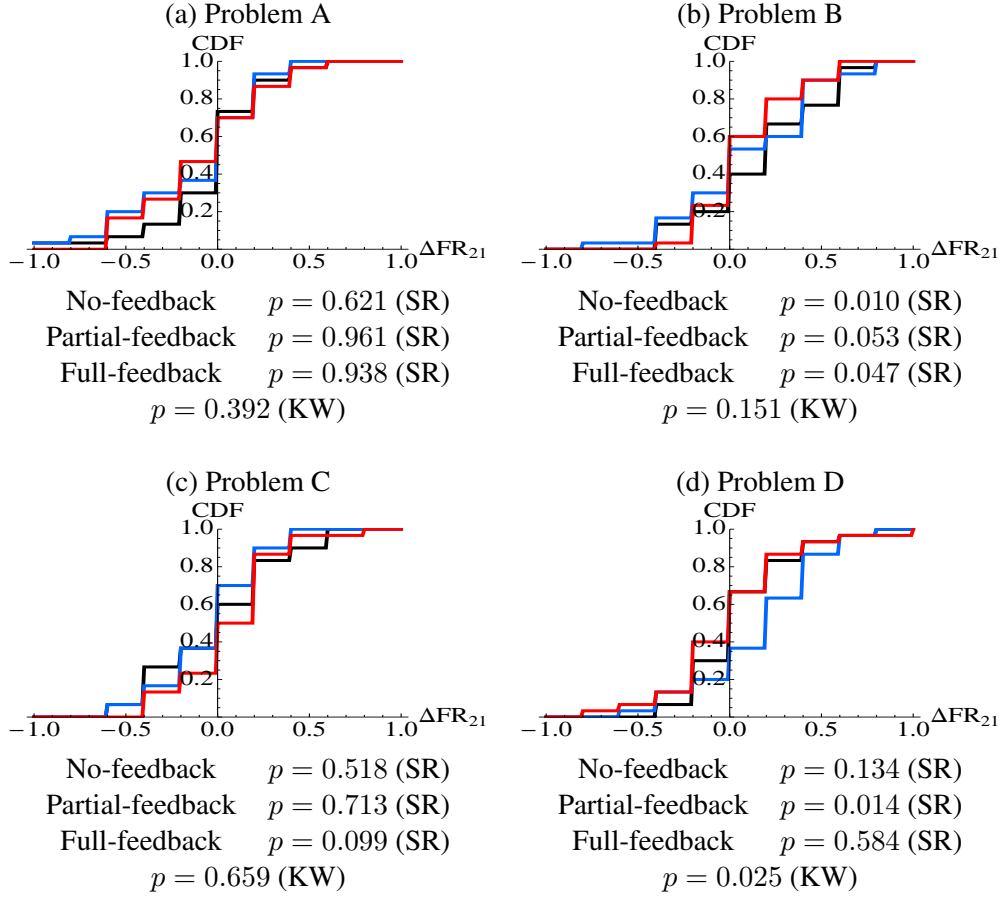 (a) Problem A
CDF
1.0
0.8
0.6
0.4
0.2
−1.0 −0.5 0.0 0.5 1.0 ΔFR₂₁
No-feedback p = 0.621 (SR)
Partial-feedback p = 0.961 (SR)
Full-feedback p = 0.938 (SR)
p = 0.392 (KW)
(b) Problem B
CDF
1.0
0.8
0.6
0.4
0.2
−1.0 −0.5 0.0 0.5 1.0 ΔFR₂₁
No-feedback p = 0.010 (SR)
Partial-feedback p = 0.053 (SR)
Full-feedback p = 0.047 (SR)
p = 0.151 (KW)
(c) Problem C
CDF
1.0
0.8
0.6
0.4
0.2
−1.0 −0.5 0.0 0.5 1.0 ΔFR₂₁
No-feedback p = 0.518 (SR)
Partial-feedback p = 0.713 (SR)
Full-feedback p = 0.099 (SR)
p = 0.659 (KW)
(d) Problem D
CDF
1.0
0.8
0.6
0.4
0.2
−1.0 −0.5 0.0 0.5 1.0 ΔFR₂₁
No-feedback p = 0.134 (SR)
Partial-feedback p = 0.014 (SR)
Full-feedback p = 0.584 (SR)
p = 0.025 (KW)